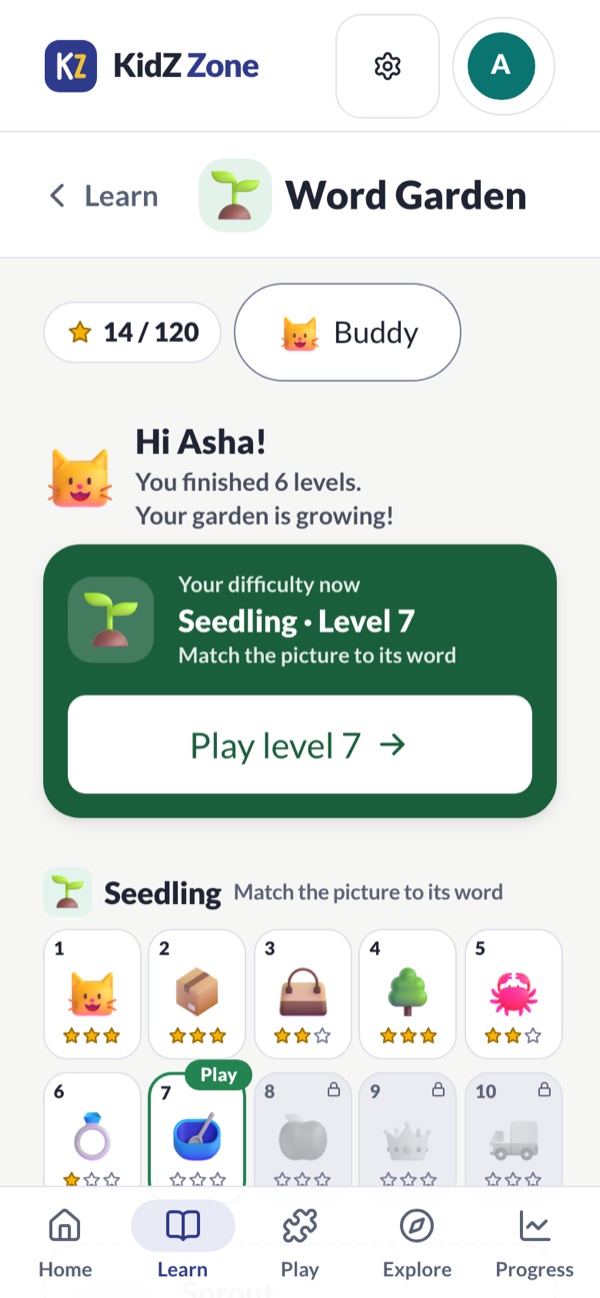 KZ KidZ Zone
A
Learn
Word Garden
14 / 120
Buddy
Hi Asha!
You finished 6 levels.
Your garden is growing!
Your difficulty now
Seedling · Level 7
Match the picture to its word
Play level 7 →
Seedling Match the picture to its word
1 2 3 4 5
Play
6 7 8 9 10
Home Learn Play Explore Progress
Sprout